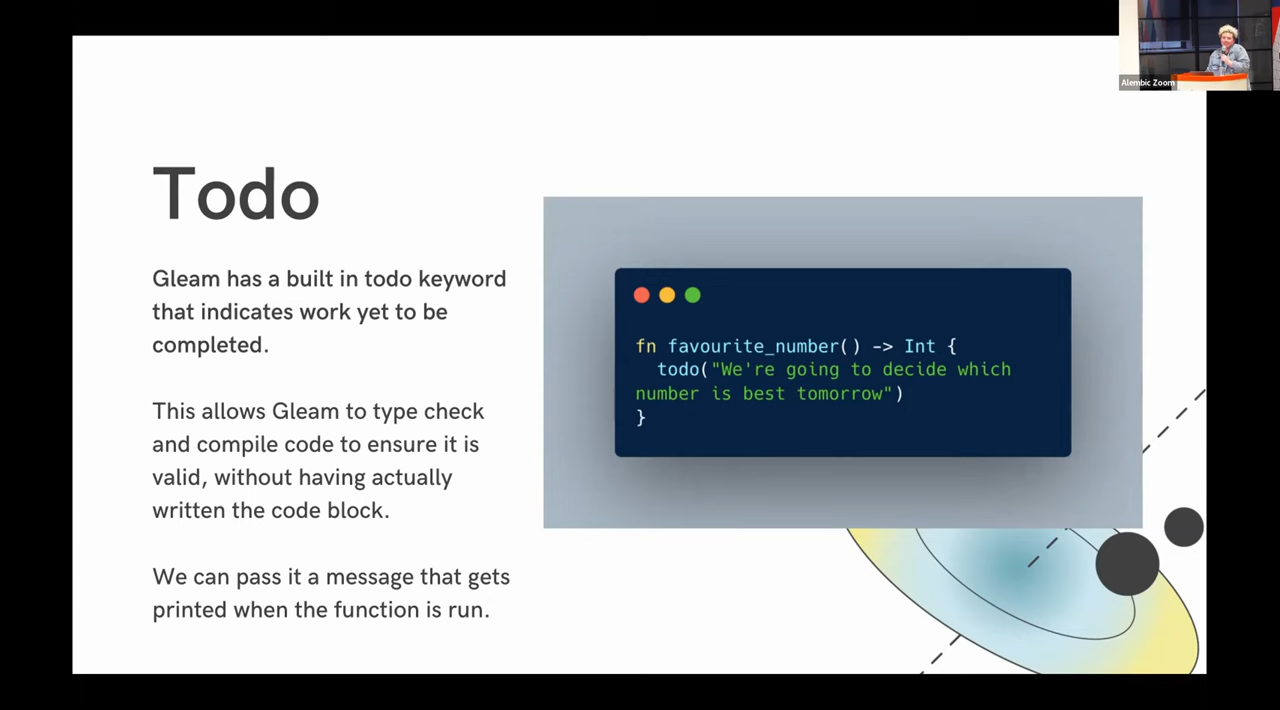 Alembic Zoom
Todo
Gleam has a built in todo keyword
that indicates work yet to be
completed.
This allows Gleam to type check
and compile code to ensure it is
valid, without having actually
written the code block.
We can pass it a message that gets
printed when the function is run.
fn favourite_number() -> Int {
  todo("We're going to decide which
number is best tomorrow")
}